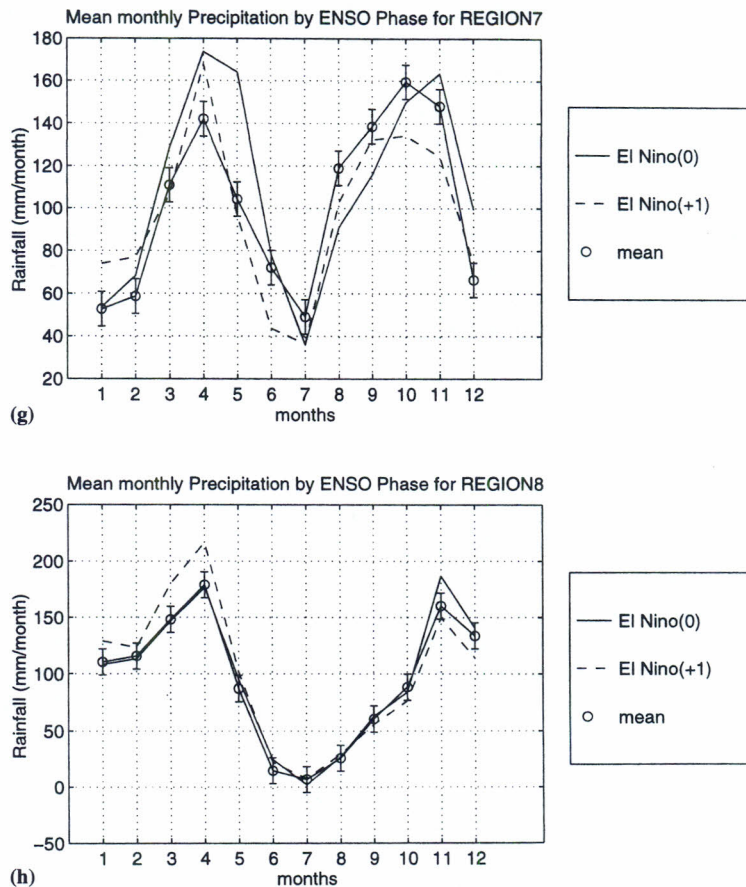 Mean monthly Precipitation by ENSO Phase for REGION7
180
160
140
120
100
80
60
40
20
Rainfall (mm/month)
1 2 3 4 5 6 7 8 9 10 11 12
months
(g)
El Nino(0)
El Nino(+1)
mean
Mean monthly Precipitation by ENSO Phase for REGION8
250
200
150
100
50
0
-50
Rainfall (mm/month)
1 2 3 4 5 6 7 8 9 10 11 12
months
(h)
El Nino(0)
El Nino(+1)
mean